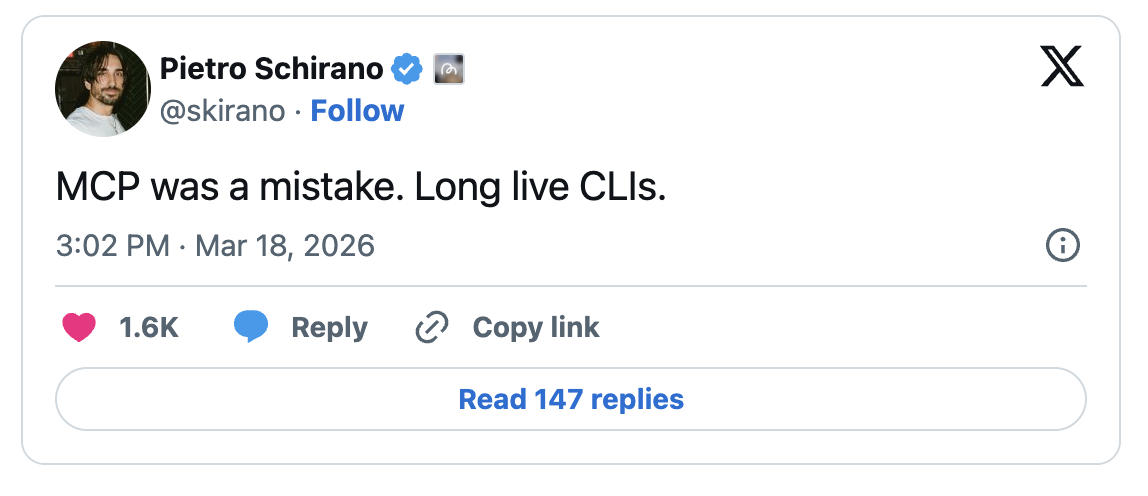 Pietro Schirano
@skirano · Follow
MCP was a mistake. Long live CLIs.
3:02 PM · Mar 18, 2026
1.6K Reply Copy link
Read 147 replies